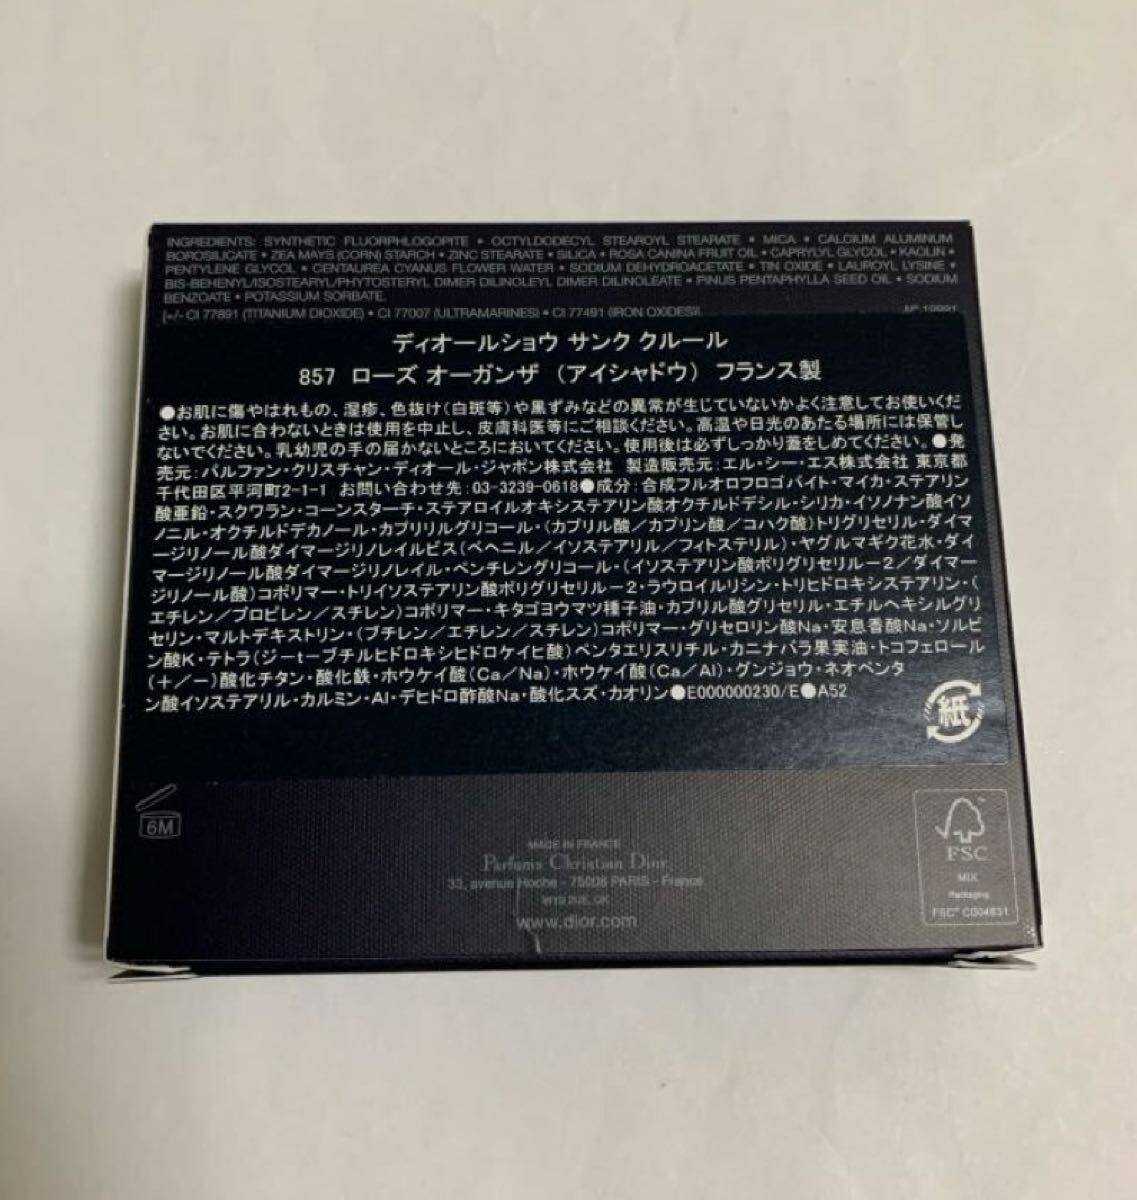 INGREDIENTS: SYNTHETIC FLUORPHLOGOPITE • OCTYLDODECYL STEAROYL STEARATE • MICA • CALCIUM ALUMINUM
BOROSILICATE • ZEA MAYS (CORN) STARCH • ZINC STEARATE • SILICA • ROSA CANINA FRUIT OIL • CAPRYLYL GLYCOL • KAOLIN •
PENTYLENE GLYCOL • CENTAUREA CYANUS FLOWER WATER • SODIUM DEHYDROACETATE • TIN OXIDE • LAUROYL LYSINE •
BIS-BEHENYL/ISOSTEARYL/PHYTOSTERYL DIMER DILINOLEYL DIMER DILINOLEATE • PINUS PENTAPHYLLA SEED OIL • SODIUM
BENZOATE • POTASSIUM SORBATE.
[+/- CI 77891 (TITANIUM DIOXIDE) • CI 77007 (ULTRAMARINES) • CI 77491 (IRON OXIDES)]
ディオールショウ サンク クルール
857 ローズ オーガンザ （アイシャドウ） フランス製
●お肌に傷やはれもの、湿疹、色抜け（白斑等）や黒ずみなどの異常が生じていないかよく注意してお使いくだ
さい。お肌に合わないときは使用を中止し、皮膚科医等にご相談ください。高温や日光のあたる場所には保管し
ないでください。乳幼児の手の届かないところにおいてください。使用後は必ずしっかり蓋をしめてください。●発
売元：パルファン・クリスチャン・ディオール・ジャポン株式会社 製造販売元：エル・シー・エス株式会社 東京都
千代田区平河町2-1-1 お問い合わせ先：03-3239-0618●成分：合成フルオロフロゴパイト・マイカ・ステアリン
酸亜鉛・スクワラン・コーンスターチ・ステアロイルオキシステアリン酸オクチルドデシル・シリカ・イソノナン酸イソ
ノニル・オクチルドデカノール・カプリリルグリコール・（カプリル酸／カプリン酸／コハク酸）トリグリセリル・ダイマ
ージリノール酸ダイマージリノレイルビス（ベヘニル／イソステアリル／フィトステリル）・ヤグルマギク花水・ダイ
マージリノール酸ダイマージリノレイル・ペンチレングリコール・（イソステアリン酸ポリグリセリル－2／ダイマー
ジリノール酸）コポリマー・トリイソステアリン酸ポリグリセリル－2・ラウロイルリシン・トリヒドロキシステアリン・（
エチレン／プロピレン／スチレン）コポリマー・キタゴヨウマツ種子油・カプリル酸グリセリル・エチルヘキシルグリ
セリン・マルトデキストリン・（ブチレン／エチレン／スチレン）コポリマー・グリセロリン酸Na・安息香酸Na・ソルビ
ン酸K・テトラ（ジーt－ブチルヒドロキシヒドロケイヒ酸）ペンタエリスリチル・カニナバラ果実油・トコフェロール
（＋／－）酸化チタン・酸化鉄・ホウケイ酸（Ca／Na）・ホウケイ酸（Ca／Al）・グンジョウ・ネオペンタ
ン酸イソステアリル・カルミン・Al・デヒドロ酢酸Na・酸化スズ・カオリン●E000000230/E●A52
紙
6M
MADE IN FRANCE
Parfums Christian Dior
33, avenue Hoche - 75008 PARIS - France
W1S 2UE, UK
www.dior.com
FSC
MIX
Packaging
FSC® C004631